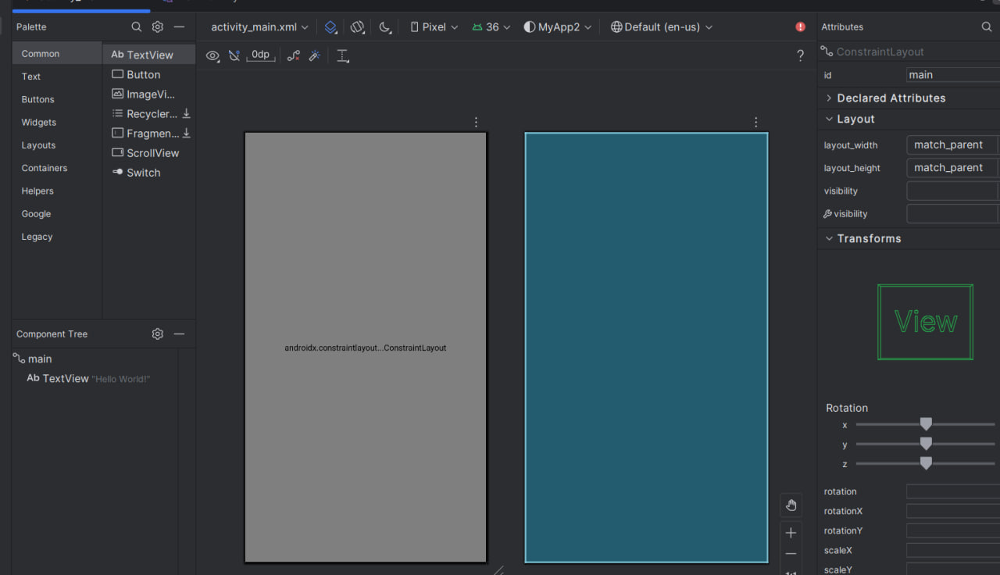 Palette
activity_main.xml
Pixel
36
MyApp2
Default (en-us)
Attributes
0dp
?
Common
Text
Buttons
Widgets
Layouts
Containers
Helpers
Google
Legacy
Ab TextView
Button
ImageVi...
Recycler...
Fragmen...
ScrollView
Switch
Component Tree
main
Ab TextView "Hello World!"
androidx.constraintlayout...ConstraintLayout
ConstraintLayout
id main
Declared Attributes
Layout
layout_width match_parent
layout_height match_parent
visibility
visibility
Transforms
View
Rotation
x
y
z
rotation
rotationX
rotationY
scaleX
scaleY